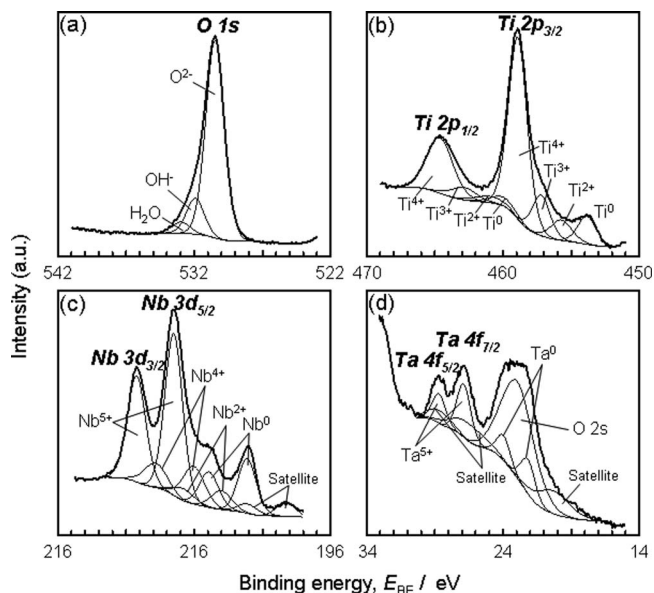 (a)
O 1s
O2-
OH-
H2O
542
530
522
(b)
Ti 2p3/2
Ti 2p1/2
Ti4+
Ti3+
Ti2+
Ti0
Ti4+
Ti3+
Ti2+
Ti0
470
460
450
Intensity (a.u.)
(c)
Nb 3d5/2
Nb 3d3/2
Nb4+
Nb5+
Nb2+
Nb0
Satellite
216
216
196
(d)
Ta 4f7/2
Ta 4f5/2
Ta0
O 2s
Ta5+
Satellite
Satellite
34
24
14
Binding energy, EBE / eV